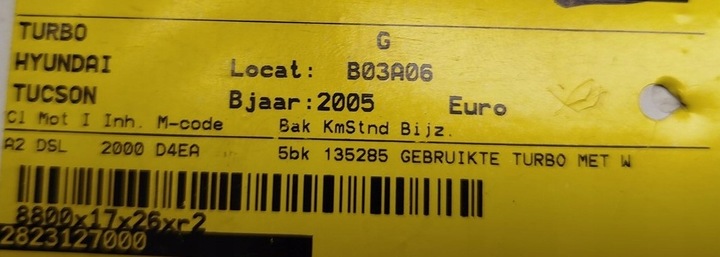 TURBO G
HYUNDAI Locat: B03A06
TUCSON Bjaar:2005 Euro
Cl Mot I Inh. M-code Bak KmStnd Bijz.
A2 DSL 2000 D4EA 5bk 135285 GEBRUIKTE TURBO MET W
8800x17x26xr2
2823127000